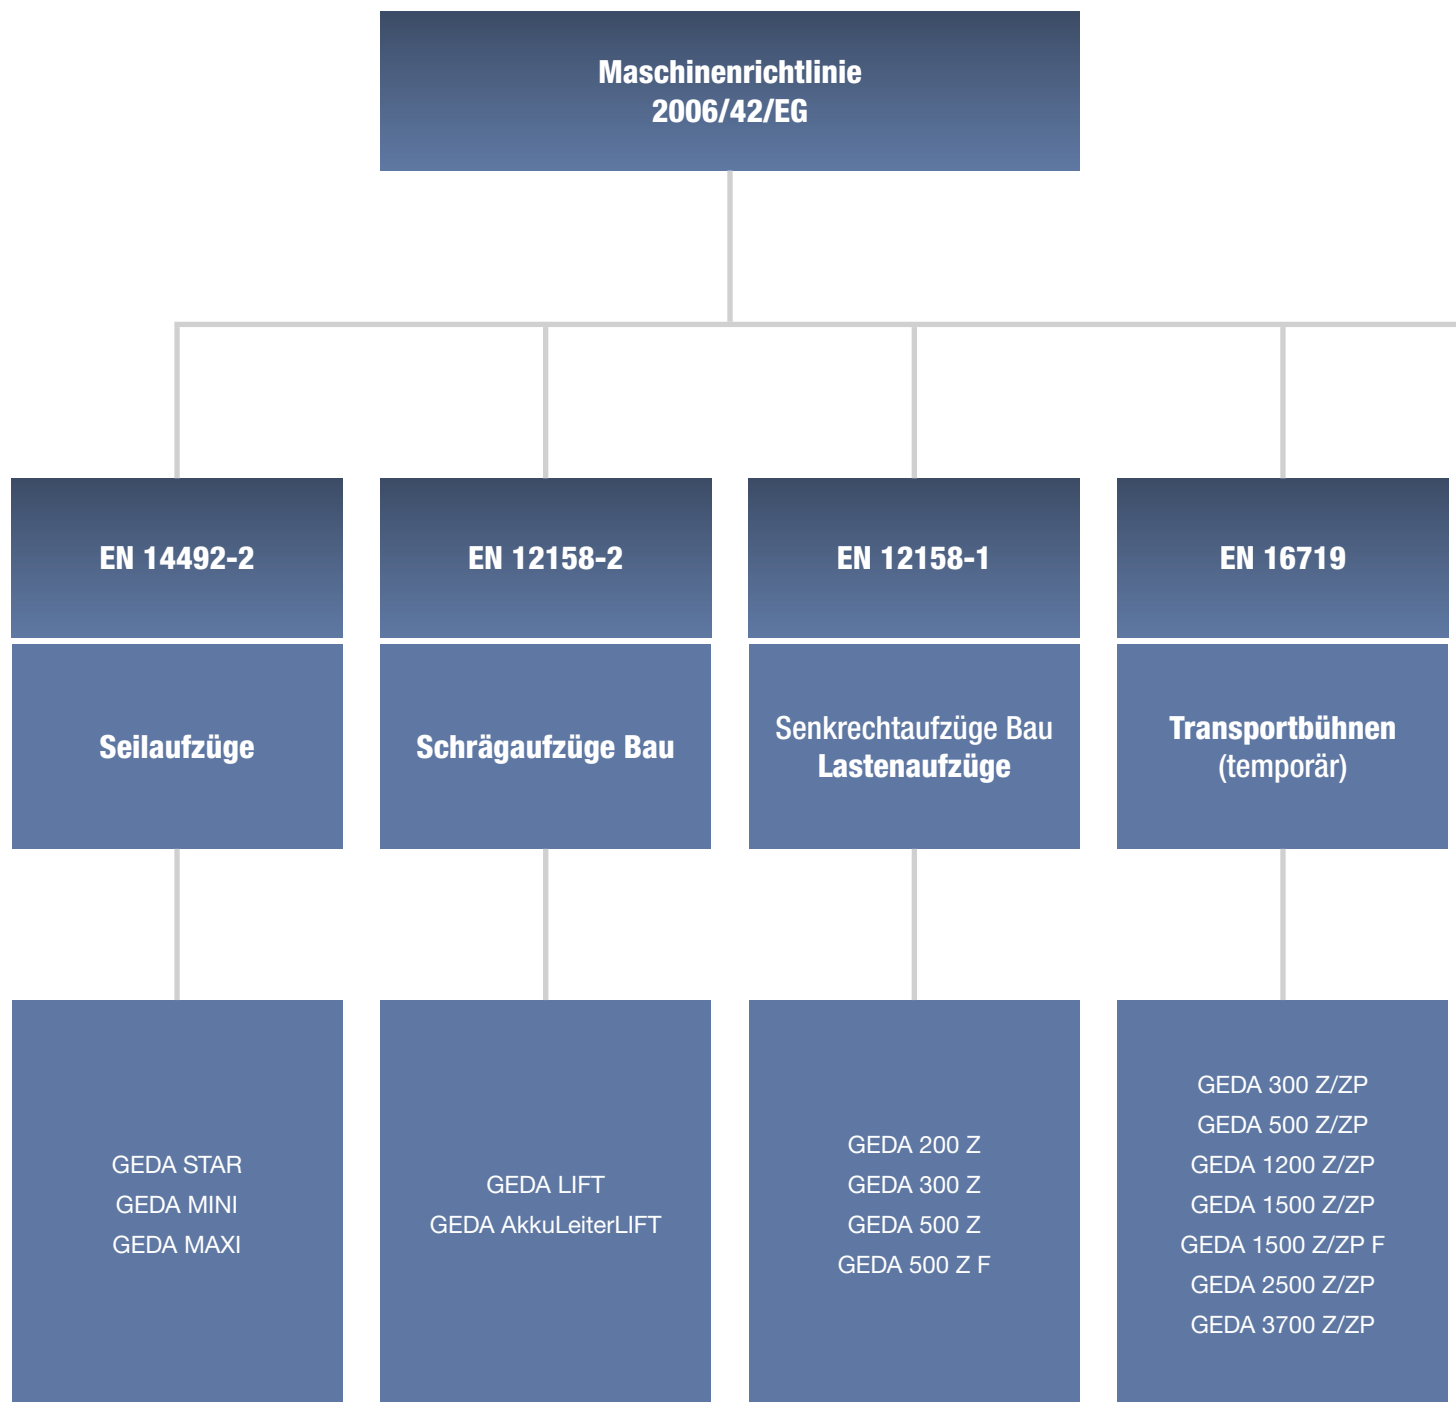 Maschinenrichtlinie
2006/42/EG
EN 14492-2
Seilaufzüge
GEDA STAR
GEDA MINI
GEDA MAXI
EN 12158-2
Schrägaufzüge Bau
GEDA LIFT
GEDA AkkuLeiterLIFT
EN 12158-1
Senkrechtaufzüge Bau
Lastenaufzüge
GEDA 200 Z
GEDA 300 Z
GEDA 500 Z
GEDA 500 Z F
EN 16719
Transportbühnen
(temporär)
GEDA 300 Z/ZP
GEDA 500 Z/ZP
GEDA 1200 Z/ZP
GEDA 1500 Z/ZP
GEDA 1500 Z/ZP F
GEDA 2500 Z/ZP
GEDA 3700 Z/ZP